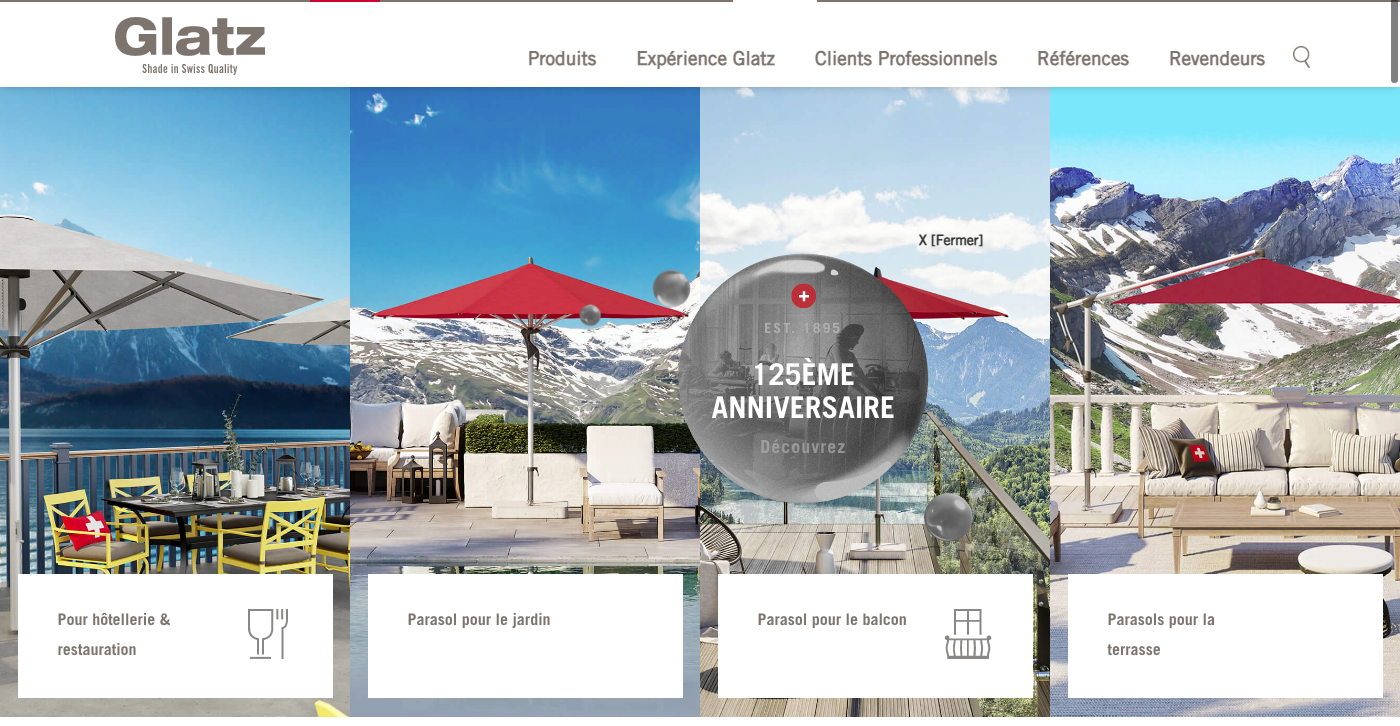 Glatz
Shade in Swiss Quality
Produits
Expérience Glatz
Clients Professionnels
Références
Revendeurs
X [Fermer]
EST. 1895
125ÈME
ANNIVERSAIRE
Découvrez
Pour hôtellerie &
restauration
Parasol pour le jardin
Parasol pour le balcon
Parasols pour la
terrasse